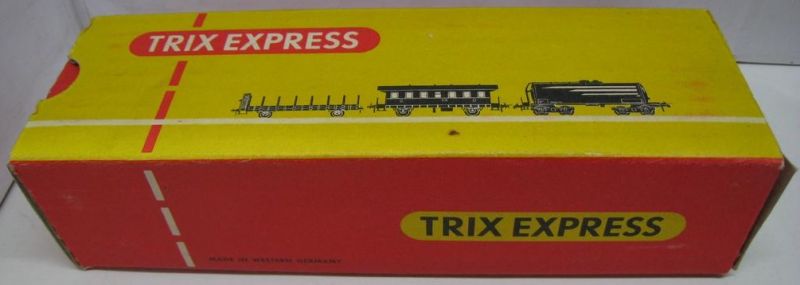 TRIX EXPRESS
TRIX EXPRESS
MADE IN WESTERN GERMANY